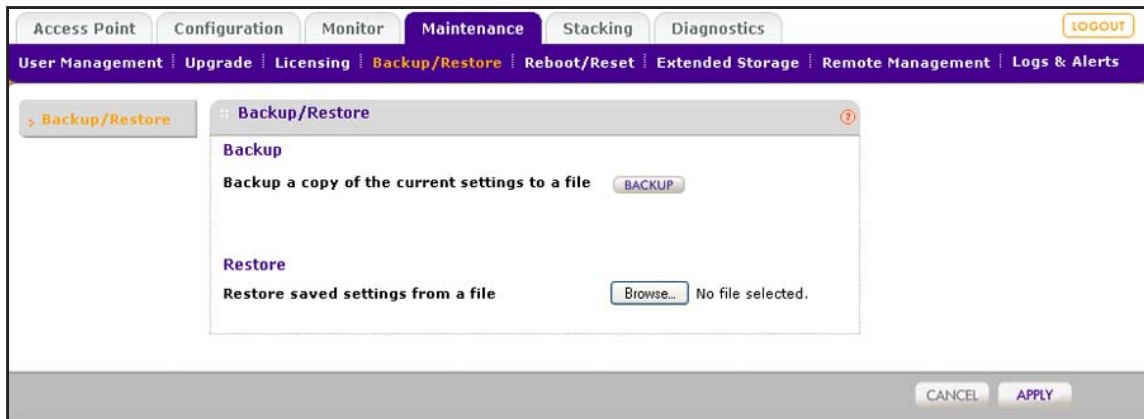 Access Point Configuration Monitor Maintenance Stacking Diagnostics LOGOUT
User Management Upgrade Licensing Backup/Restore Reboot/Reset Extended Storage Remote Management Logs & Alerts
> Backup/Restore
:: Backup/Restore ?
Backup
Backup a copy of the current settings to a file BACKUP
Restore
Restore saved settings from a file Browse... No file selected.
CANCEL APPLY